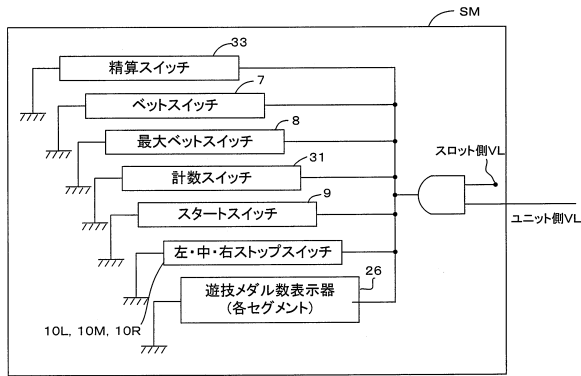 SM
33
精算スイッチ
7
ベットスイッチ
8
最大ベットスイッチ
31
計数スイッチ
9
スタートスイッチ
左・中・右ストップスイッチ
10L, 10M, 10R
26
遊技メダル数表示器
(各セグメント)
スロット側VL
ユニット側VL